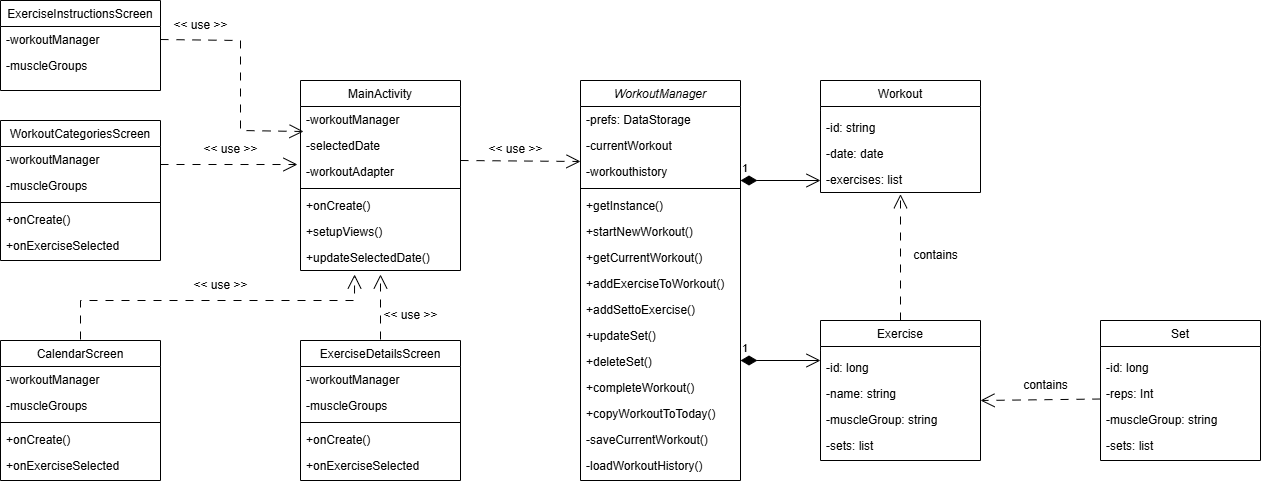 ExerciseInstructionsScreen
-workoutManager
-muscleGroups
<< use >>
WorkoutCategoriesScreen
-workoutManager
-muscleGroups
+onCreate()
+onExerciseSelected
<< use >>
MainActivity
-workoutManager
-selectedDate
-workoutAdapter
+onCreate()
+setupViews()
+updateSelectedDate()
<< use >>
WorkoutManager
-prefs: DataStorage
-currentWorkout
-workouthistory
+getInstance()
+startNewWorkout()
+getCurrentWorkout()
+addExerciseToWorkout()
+addSettoExercise()
+updateSet()
+deleteSet()
+completeWorkout()
+copyWorkoutToToday()
-saveCurrentWorkout()
-loadWorkoutHistory()
1
Workout
-id: string
-date: date
-exercises: list
contains
<< use >>
CalendarScreen
-workoutManager
-muscleGroups
+onCreate()
+onExerciseSelected
<< use >>
ExerciseDetailsScreen
-workoutManager
-muscleGroups
+onCreate()
+onExerciseSelected
1
Exercise
-id: long
-name: string
-muscleGroup: string
-sets: list
contains
Set
-id: long
-reps: Int
-muscleGroup: string
-sets: list